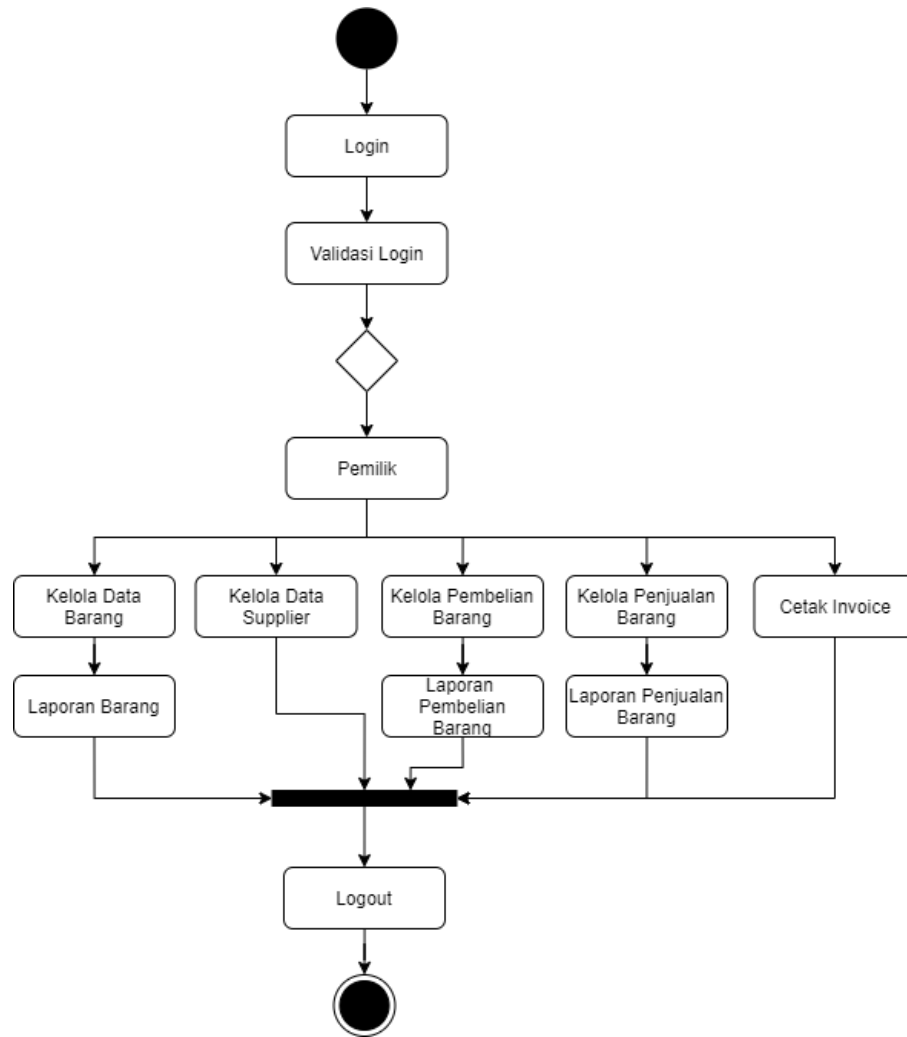 Login
Validasi Login
Pemilik
Kelola Data
Barang
Kelola Data
Supplier
Kelola Pembelian
Barang
Kelola Penjualan
Barang
Cetak Invoice
Laporan Barang
Laporan
Pembelian
Barang
Laporan Penjualan
Barang
Logout